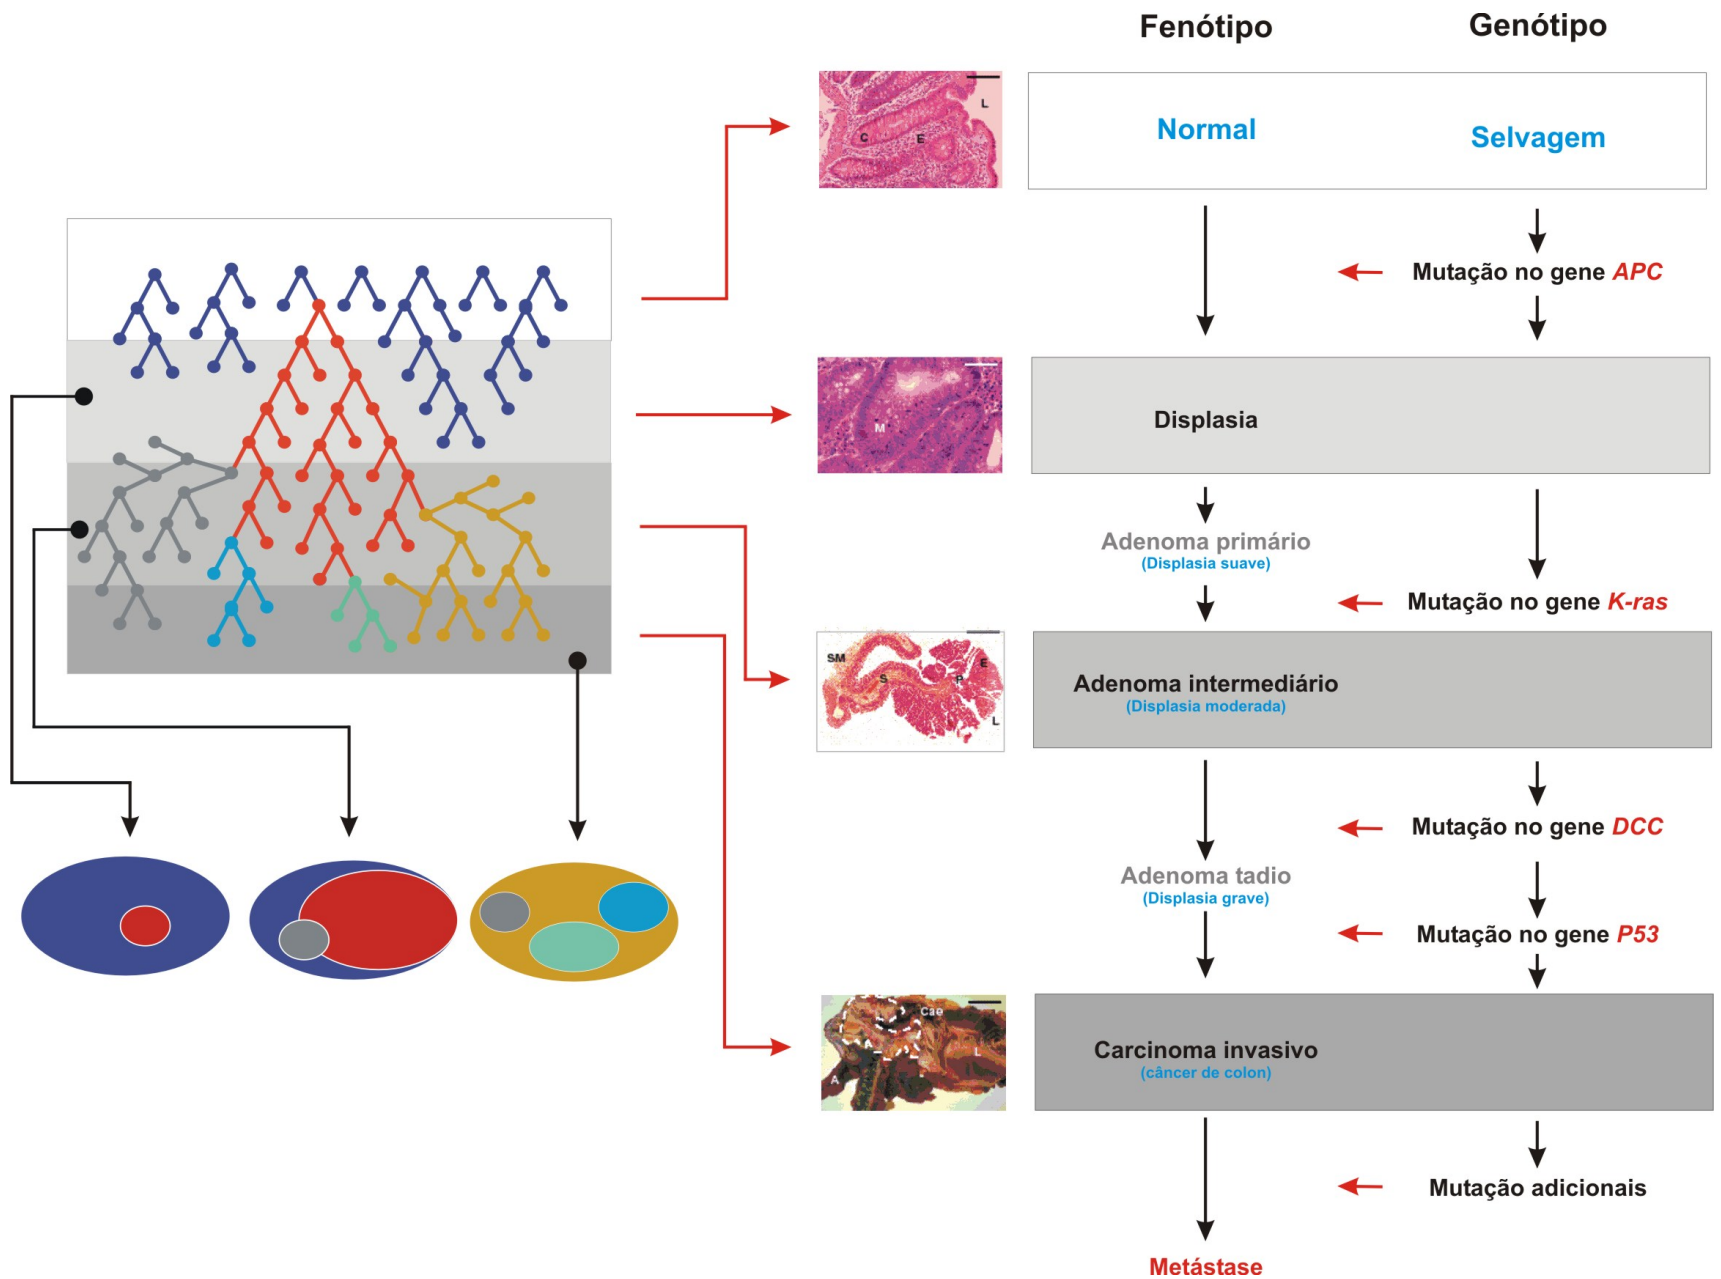 Fenótipo
Genótipo
L
C
E
Normal
Selvagem
Mutação no gene APC
M
Displasia
Adenoma primário
(Displasia suave)
Mutação no gene K-ras
SM
S
P
E
L
Adenoma intermediário
(Displasia moderada)
Mutação no gene DCC
Adenoma tadio
(Displasia grave)
Mutação no gene P53
Cae
L
A
Carcinoma invasivo
(câncer de colon)
Mutação adicionais
Metástase